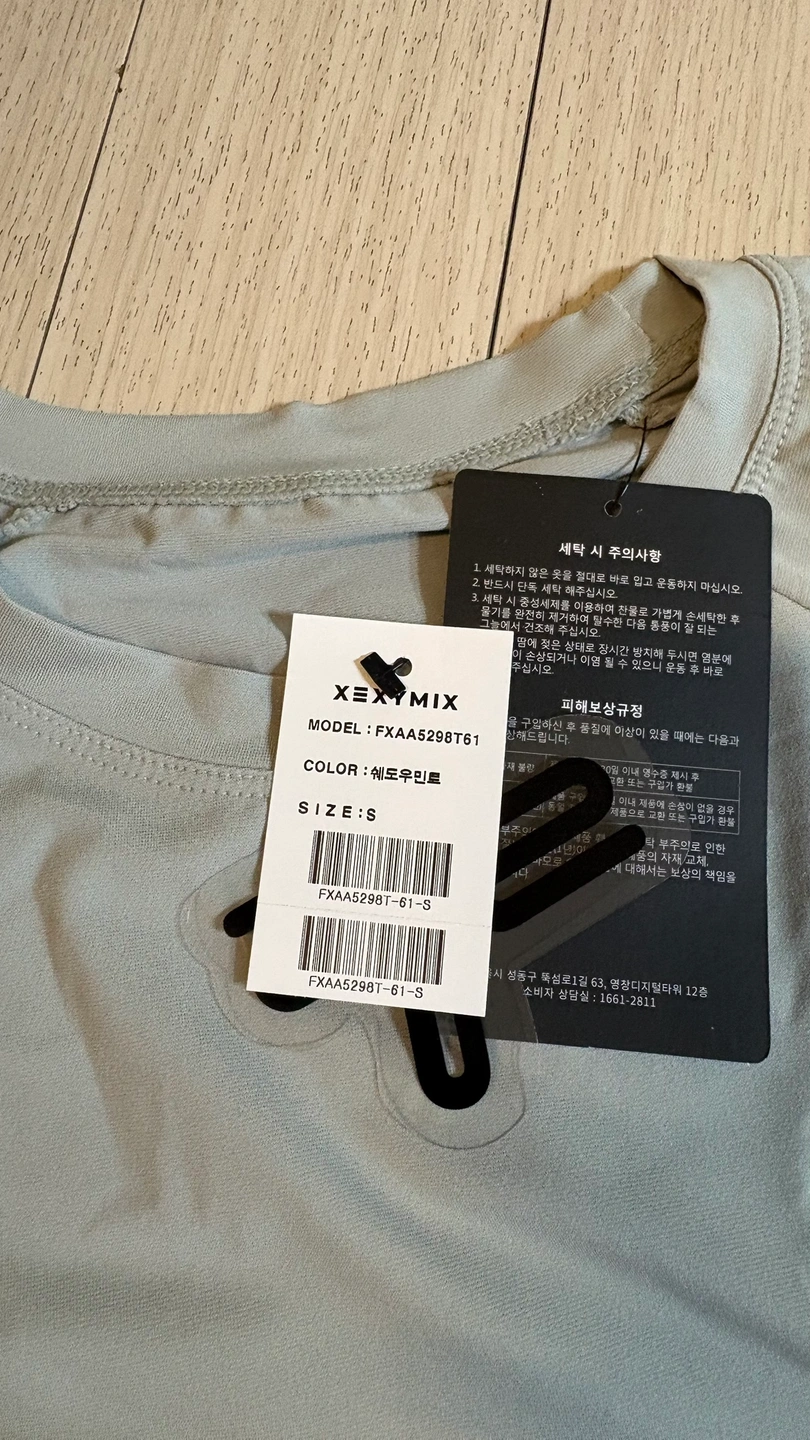 세탁 시 주의사항
1. 세탁하지 않은 옷을 절대로 바로 입고 운동하지 마십시오.
2. 반드시 단독 세탁 해주십시오.
3. 세탁 시 중성세제를 이용하여 찬물로 가볍게 손세탁한 후
물기를 완전히 제거하여 탈수한 다음 통풍이 잘 되는
그늘에서 건조해 주십시오.
땀에 젖은 상태로 장시간 방치해 두시면 염분에
손상되거나 이염 될 수 있으니 운동 후 바로
주십시오.
피해보상규정
구입하신 후 품질에 이상이 있을 때에는 다음과
불량
이내 영수증 제시 후
교환 또는 구입가 환불
이내 제품에 손상이 없을 경우
제품으로 교환 또는 구입가 환불
부주의로 인한
자재 교체,
대해서는 보상의 책임을
성동구 뚝섬로1길 63, 영창디지털타워 12층
소비자 상담실 : 1661-2811
XEXYMIX
MODEL : FXAA5298T61
COLOR : 쉐도우민트
SIZE : S
FXAA5298T-61-S
FXAA5298T-61-S